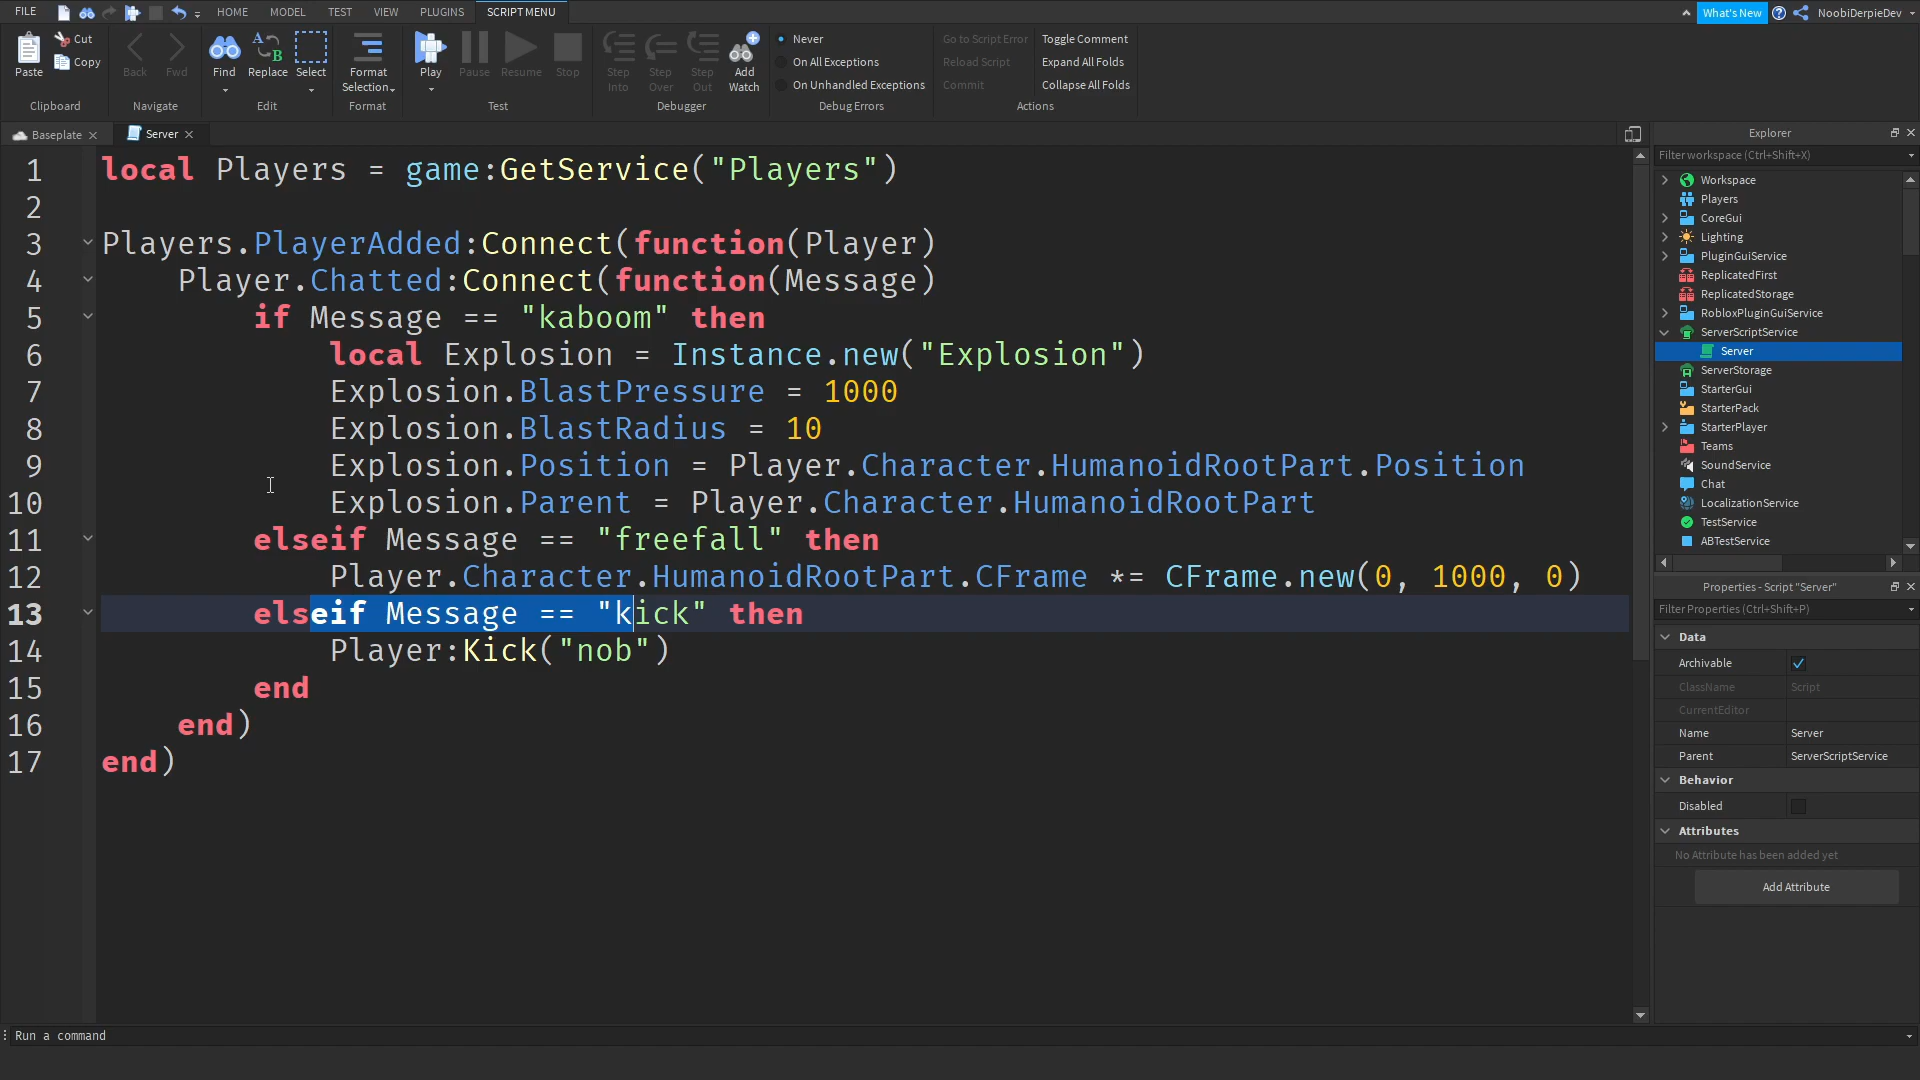 FILE HOME MODEL TEST VIEW PLUGINS SCRIPT MENU What's New NoobiDerpieDev
Paste Cut Copy Clipboard
Back Fwd Navigate
Find Replace Select Edit
Format Selection Format
Play Pause Resume Stop Test
Step Into Step Over Step Out Add Watch Debugger
Never
On All Exceptions
On Unhandled Exceptions
Debug Errors
Go to Script Error Toggle Comment
Reload Script Expand All Folds
Commit Collapse All Folds
Actions
Baseplate Server
1 local Players = game:GetService("Players")
2
3 Players.PlayerAdded:Connect(function(Player)
4 Player.Chatted:Connect(function(Message)
5 if Message == "kaboom" then
6 local Explosion = Instance.new("Explosion")
7 Explosion.BlastPressure = 1000
8 Explosion.BlastRadius = 10
9 Explosion.Position = Player.Character.HumanoidRootPart.Position
10 Explosion.Parent = Player.Character.HumanoidRootPart
11 elseif Message == "freefall" then
12 Player.Character.HumanoidRootPart.CFrame *= CFrame.new(0, 1000, 0)
13 elseif Message == "kick" then
14 Player:Kick("nob")
15 end
16 end)
17 end)
Explorer
Filter workspace (Ctrl+Shift+X)
Workspace
Players
CoreGui
Lighting
PluginGuiService
ReplicatedFirst
ReplicatedStorage
RobloxPluginGuiService
ServerScriptService
Server
ServerStorage
StarterGui
StarterPack
StarterPlayer
Teams
SoundService
Chat
LocalizationService
TestService
ABTestService
Properties - Script "Server"
Filter Properties (Ctrl+Shift+P)
Data
Archivable
ClassName Script
CurrentEditor
Name Server
Parent ServerScriptService
Behavior
Disabled
Attributes
No Attribute has been added yet
Add Attribute
Run a command